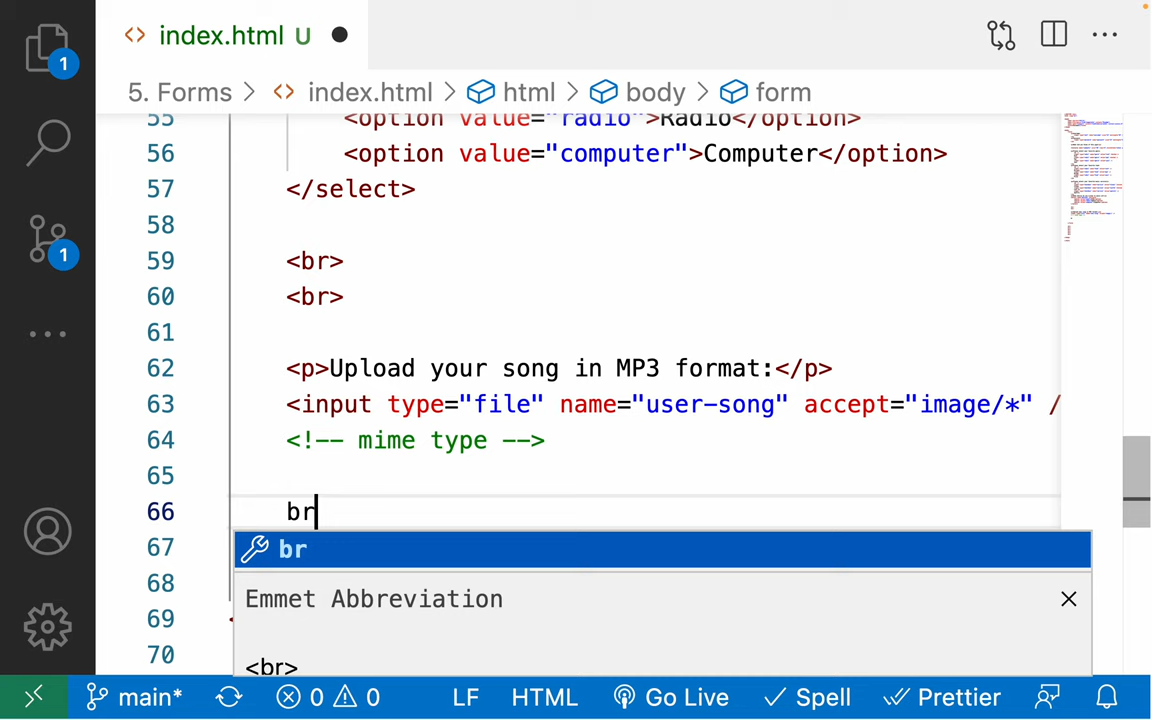 index.html U
5. Forms > index.html > html > body > form
1
55 <option value="radio">Radio</option>
56 <option value="computer">Computer</option>
57 </select>
58
1
59 <br>
60 <br>
61
62 <p>Upload your song in MP3 format:</p>
63 <input type="file" name="user-song" accept="image/*" /
64 <!-- mime type -->
65
66 br
67 br
68 Emmet Abbreviation
69 <
70 <br>
main* 0 0 LF HTML Go Live Spell Prettier